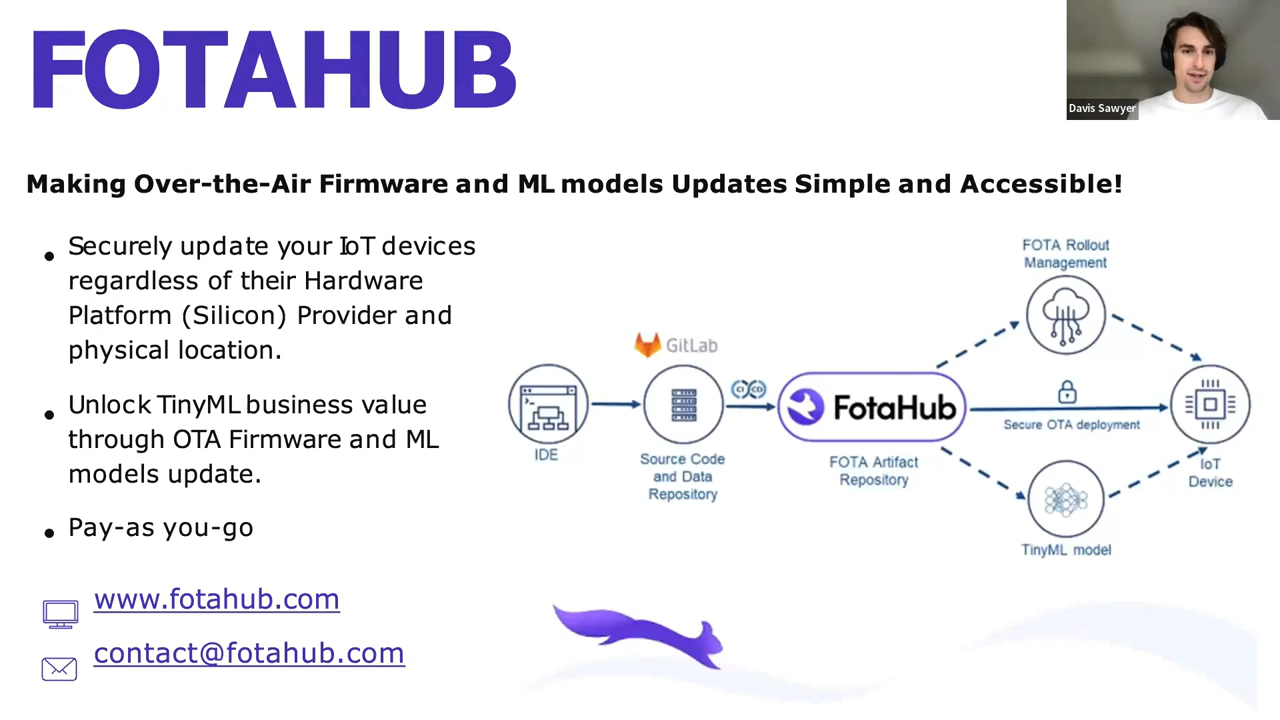 FOTAHUB
Davis Sawyer
Making Over-the-Air Firmware and ML models Updates Simple and Accessible!
• Securely update your IoT devices
regardless of their Hardware
Platform (Silicon) Provider and
physical location.
• Unlock TinyML business value
through OTA Firmware and ML
models update.
• Pay-as you-go
www.fotahub.com
contact@fotahub.com
IDE
GitLab
Source Code
and Data
Repository
CI CD
FotaHub
FOTA Artifact
Repository
FOTA Rollout
Management
Secure OTA deployment
TinyML model
IoT
Device